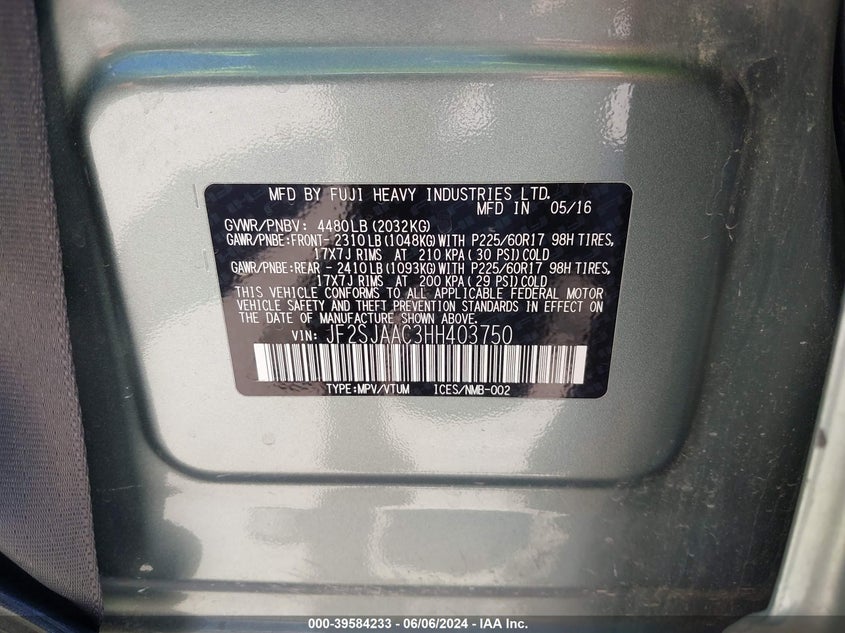 MFD BY FUJI HEAVY INDUSTRIES LTD.
MFD IN 05/16
GVWR/PNBV: 4480LB (2032KG)
GAWR/PNBE:FRONT- 2310LB (1048KG) WITH P225/60R17 98H TIRES,
17X7J RIMS AT 210 KPA ( 30 PSI) COLD
GAWR/PNBE:REAR - 2410LB (1093KG) WITH P225/60R17 98H TIRES,
17X7J RIMS AT 200 KPA ( 29 PSI) COLD
THIS VEHICLE CONFORMS TO ALL APPLICABLE FEDERAL MOTOR
VEHICLE SAFETY AND THEFT PREVENTION STANDARDS IN EFFECT ON
THE DATE OF MANUFACTURE SHOWN ABOVE.
VIN: JF2SJAAC3HH403750
TYPE:MPV/VTUM ICES/NMB-002
000-39584233 - 06/06/2024 - © IAA, Inc.